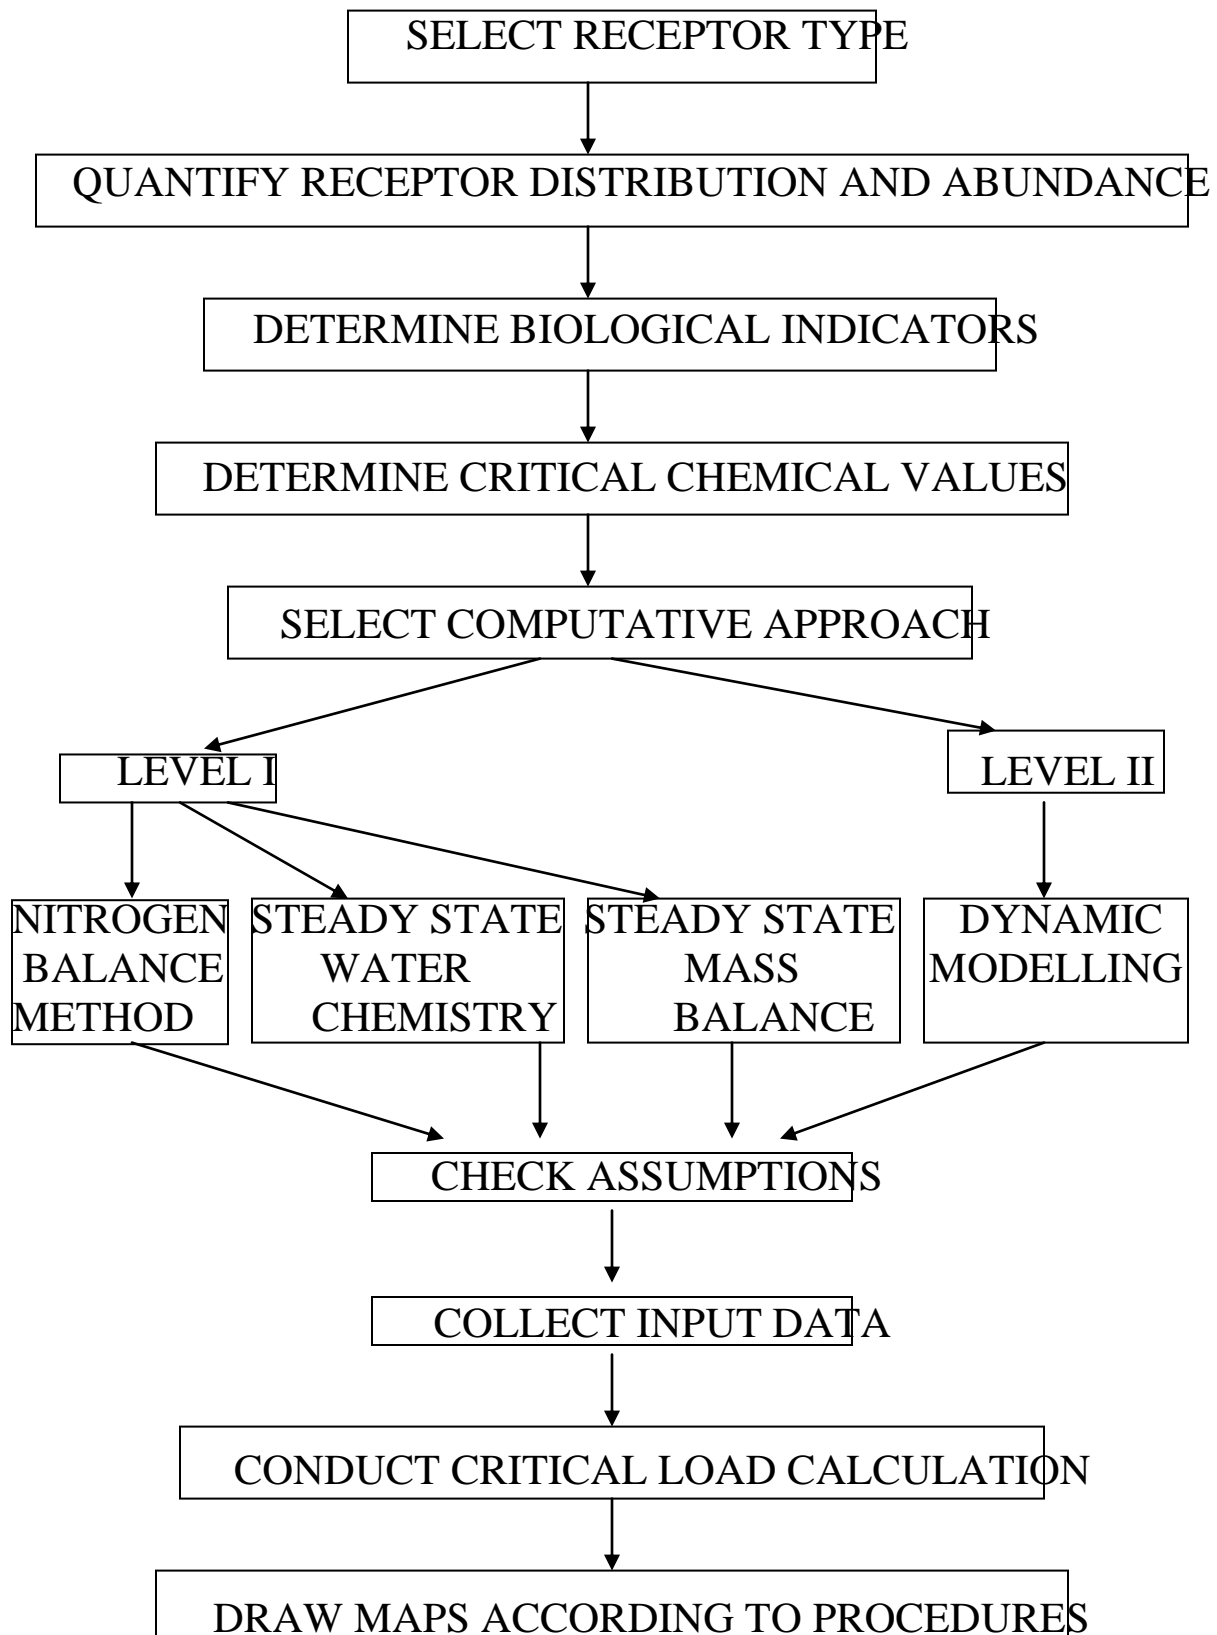 SELECT RECEPTOR TYPE
QUANTIFY RECEPTOR DISTRIBUTION AND ABUNDANCE
DETERMINE BIOLOGICAL INDICATORS
DETERMINE CRITICAL CHEMICAL VALUES
SELECT COMPUTATIVE APPROACH
LEVEL I
LEVEL II
NITROGEN
BALANCE
METHOD
STEADY STATE
WATER
CHEMISTRY
STEADY STATE
MASS
BALANCE
DYNAMIC
MODELLING
CHECK ASSUMPTIONS
COLLECT INPUT DATA
CONDUCT CRITICAL LOAD CALCULATION
DRAW MAPS ACCORDING TO PROCEDURES